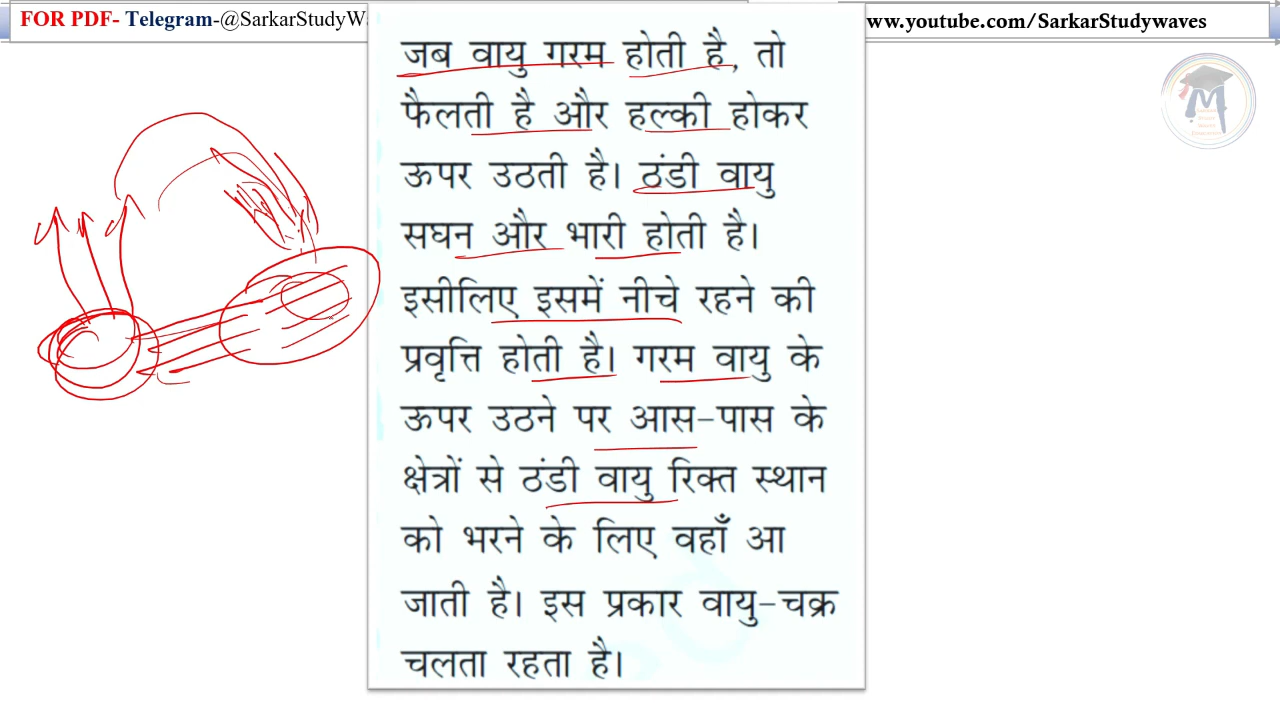 FOR PDF- Telegram-@SarkarStudyW
www.youtube.com/SarkarStudywaves
जब वायु गरम होती है, तो
फैलती है और हल्की होकर
ऊपर उठती है। ठंडी वायु
सघन और भारी होती है।
इसीलिए इसमें नीचे रहने की
प्रवृत्ति होती है। गरम वायु के
ऊपर उठने पर आस-पास के
क्षेत्रों से ठंडी वायु रिक्त स्थान
को भरने के लिए वहाँ आ
जाती है। इस प्रकार वायु-चक्र
चलता रहता है।